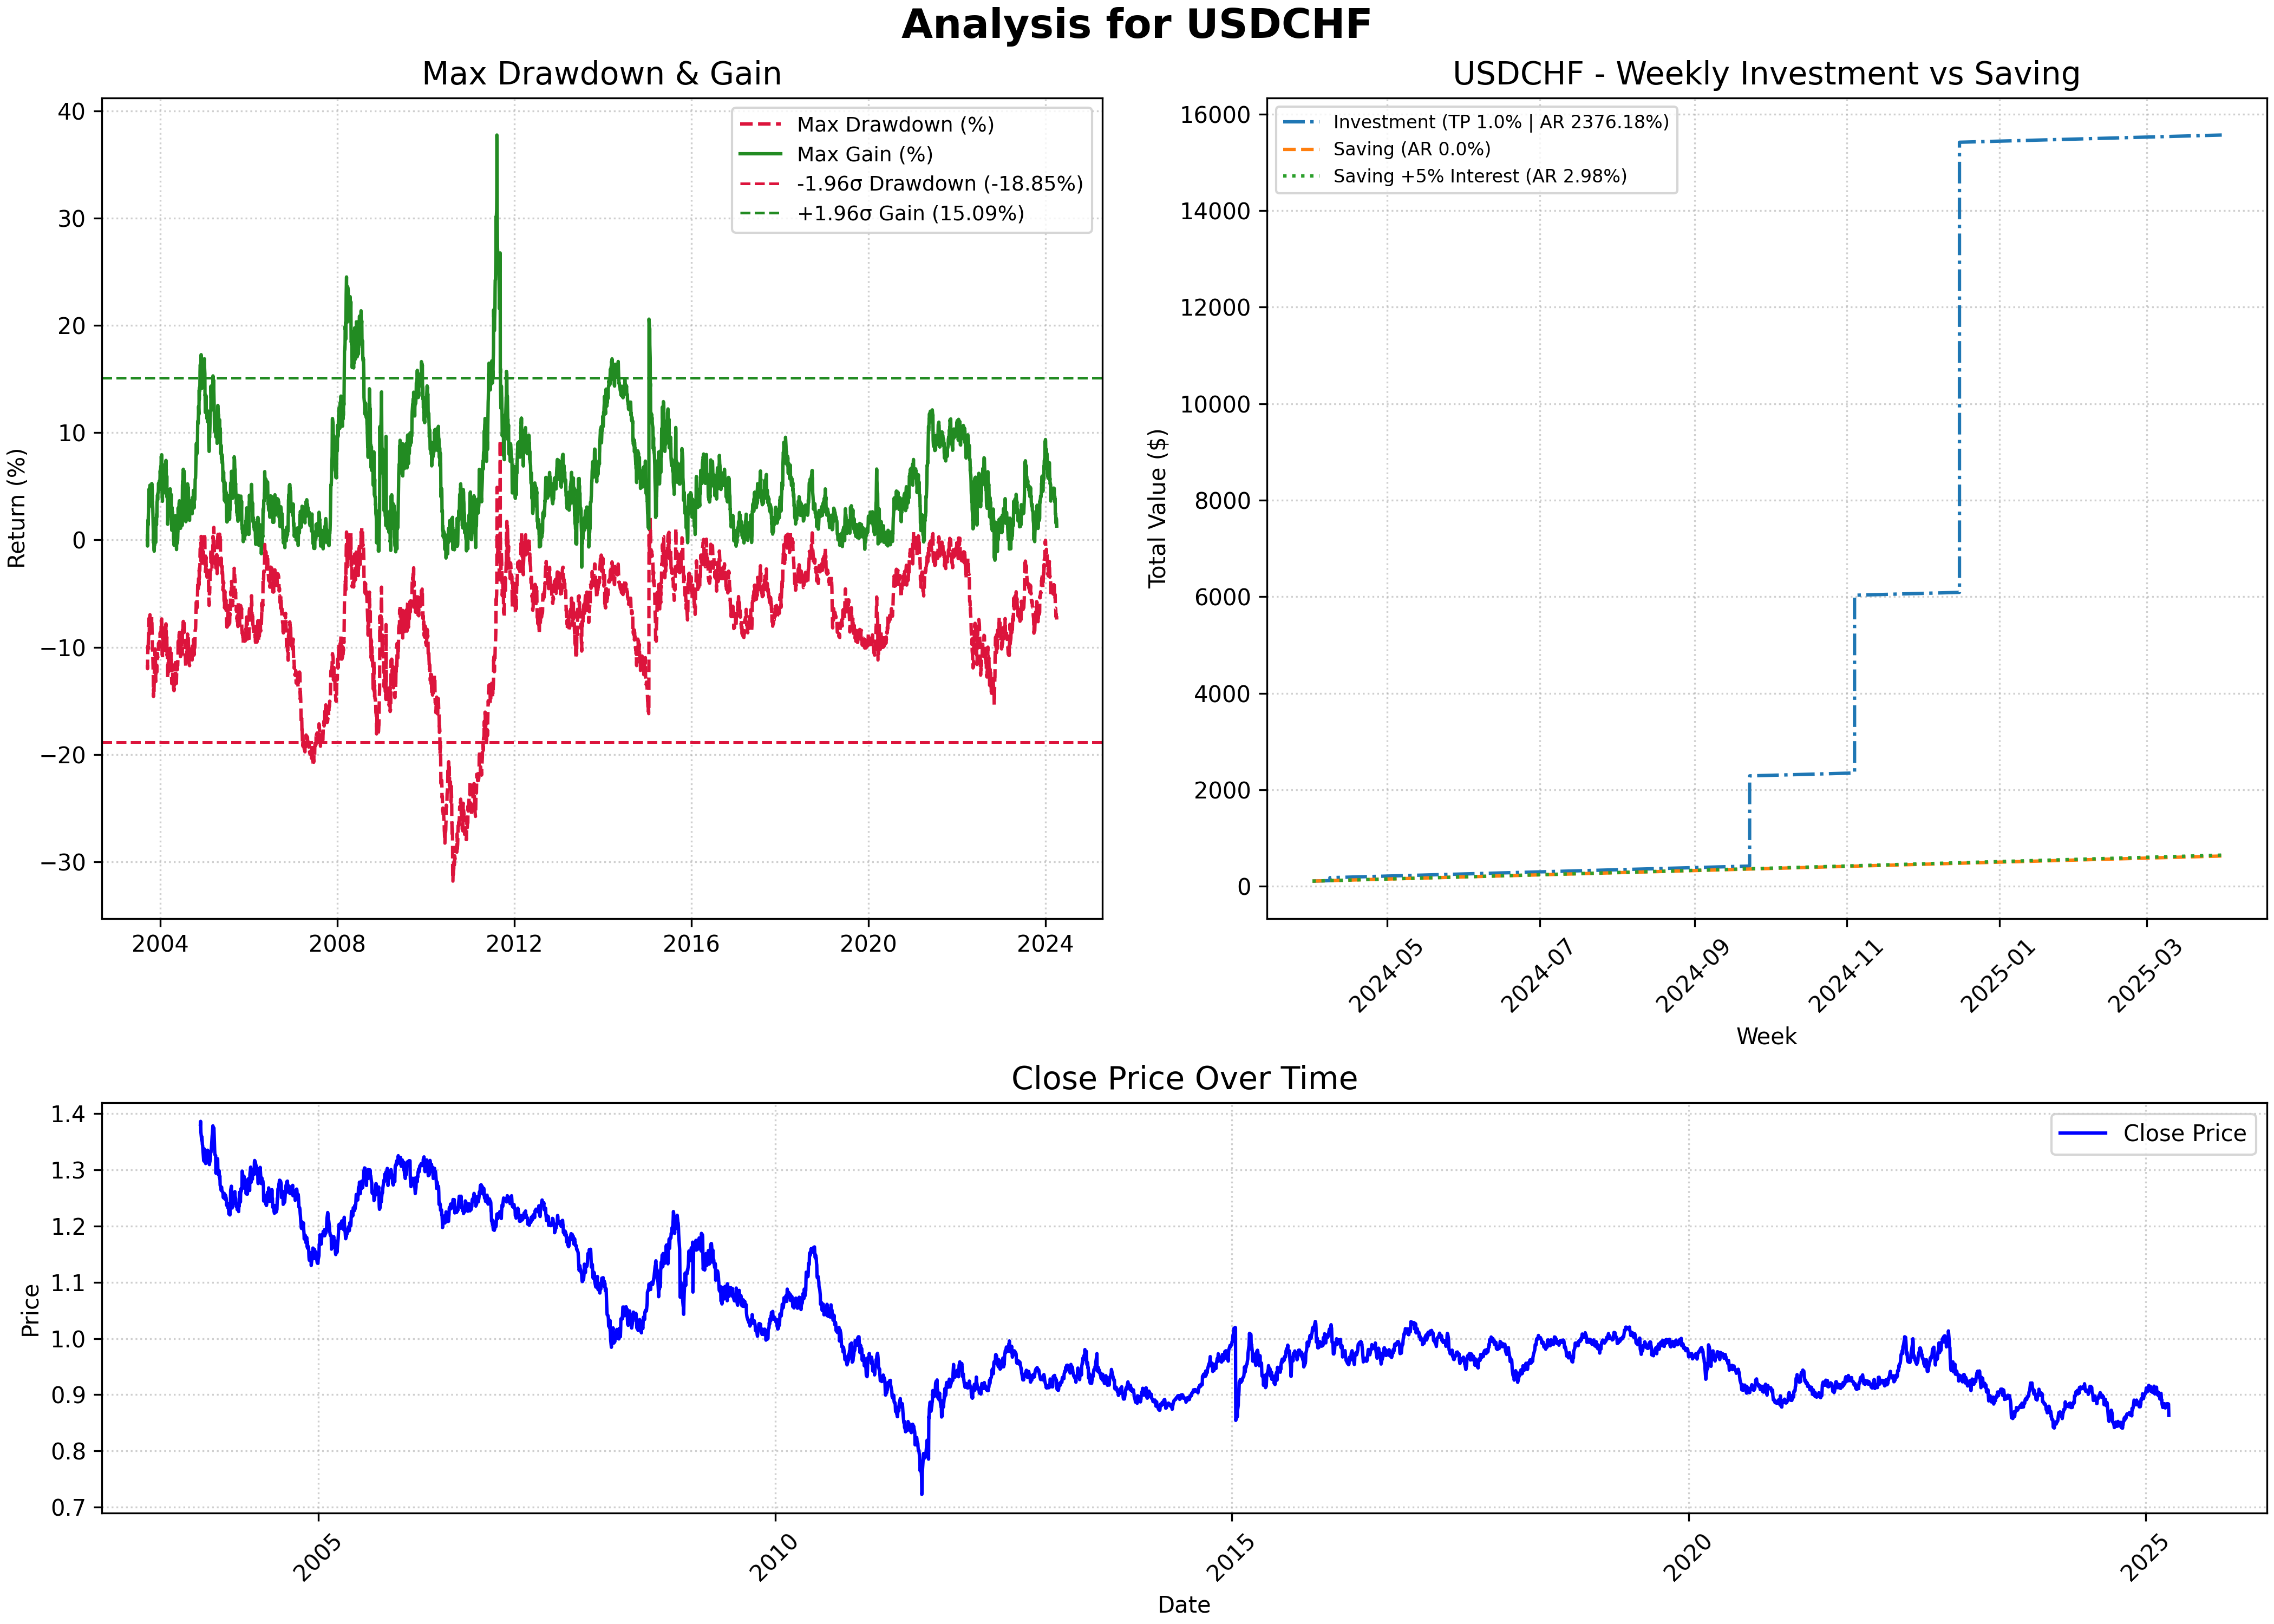 Analysis for USDCHF
Max Drawdown & Gain
40
30
20
10
0
−10
−20
−30
Return (%)
Max Drawdown (%)
Max Gain (%)
-1.96σ Drawdown (-18.85%)
+1.96σ Gain (15.09%)
2004
2008
2012
2016
2020
2024
USDCHF - Weekly Investment vs Saving
16000
14000
12000
10000
8000
6000
4000
2000
0
Total Value ($)
Investment (TP 1.0% | AR 2376.18%)
Saving (AR 0.0%)
Saving +5% Interest (AR 2.98%)
2024-05
2024-07
2024-09
2024-11
2025-01
2025-03
Week
Close Price Over Time
1.4
1.3
1.2
1.1
1.0
0.9
0.8
0.7
Price
Close Price
2005
2010
2015
2020
2025
Date